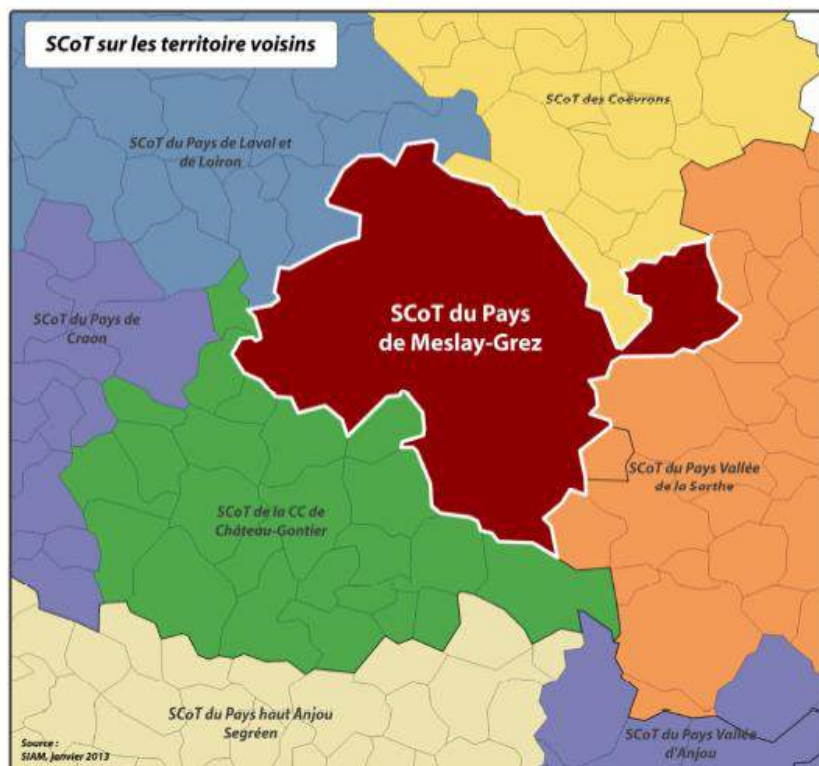 SCoT sur les territoire voisins
SCoT des Coëvrons
SCoT du Pays de Laval et
de Loiron
SCoT du Pays
de Meslay-Grez
SCoT du Pays de
Craon
SCoT du Pays Vallée
de la Sarthe
SCoT de la CC de
Château-Gontier
SCoT du Pays haut Anjou
Segréen
SCoT du Pays Vallée
d'Anjou
Source :
SIAM, janvier 2013